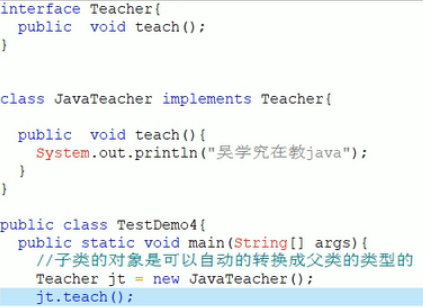 interface Teacher{
public void teach();
}
class JavaTeacher implements Teacher{
public void teach(){
System.out.println("吴学究在教java");
}
}
public class TestDemo4{
public static void main(String[] args){
//子类的对象是可以自动的转换成父类的类型的
Teacher jt = new JavaTeacher();
jt.teach();